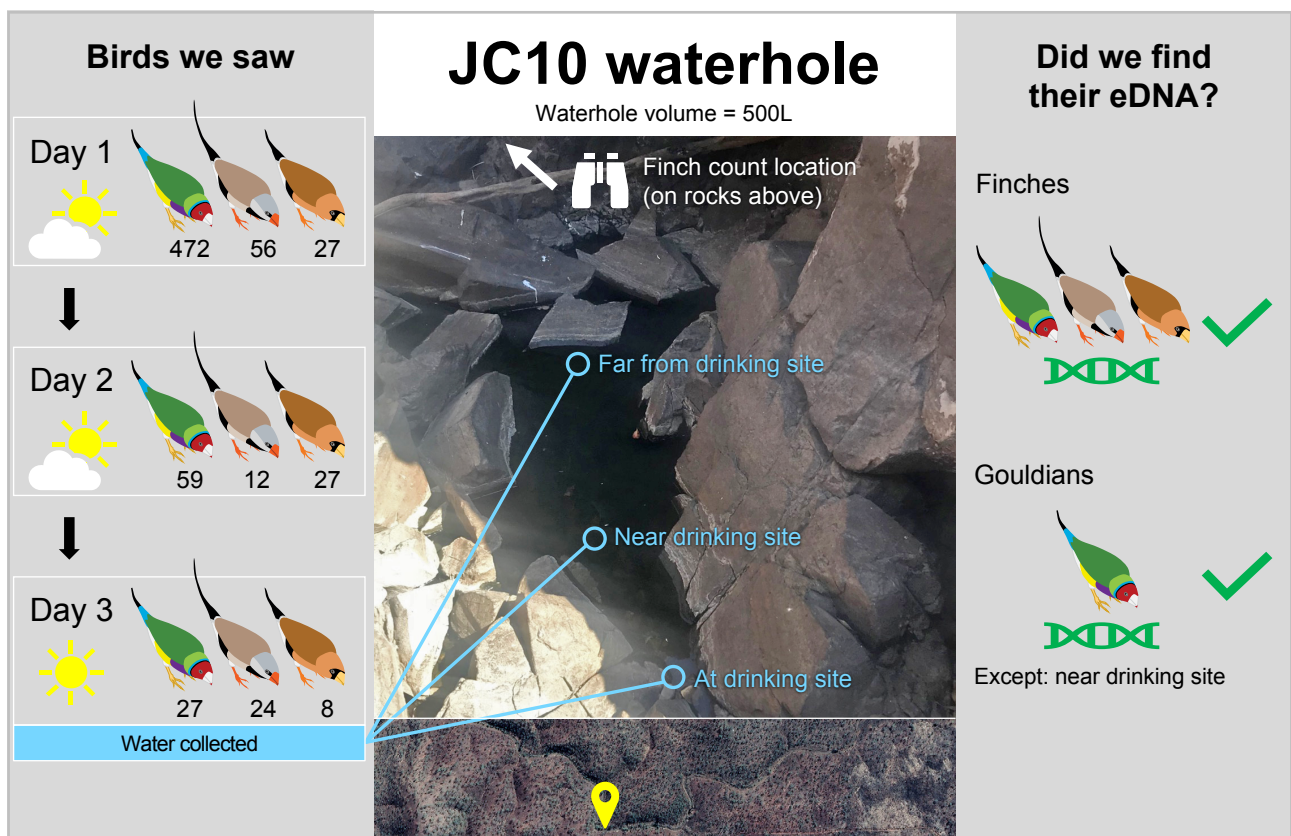 Birds we saw
Day 1
472 56 27
Day 2
59 12 27
Day 3
27 24 8
Water collected
JC10 waterhole
Waterhole volume = 500L
Finch count location
(on rocks above)
Far from drinking site
Near drinking site
At drinking site
Did we find
their eDNA?
Finches
Gouldians
Except: near drinking site